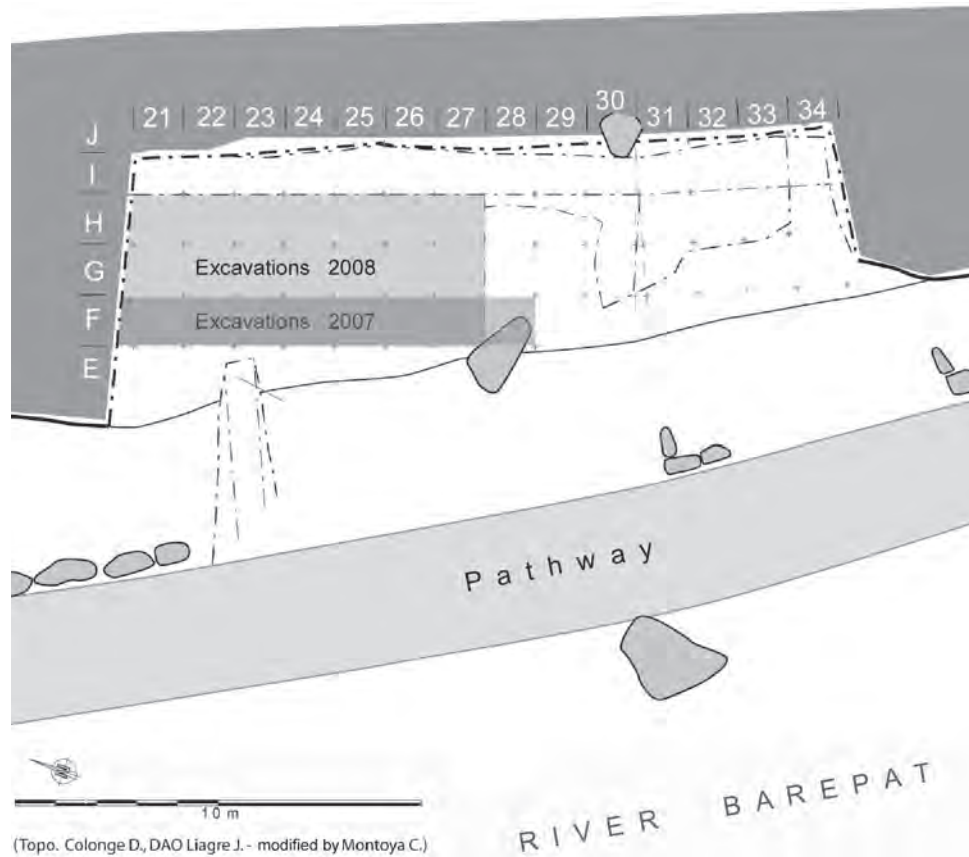 21 22 23 24 25 26 27 28 29 30 31 32 33 34
J
I
H
G
F
E
Excavations 2008
Excavations 2007
Pathway
10 m
RIVER BAREPAT
(Topo. Colonge D., DAO Liagre J. - modified by Montoya C.)